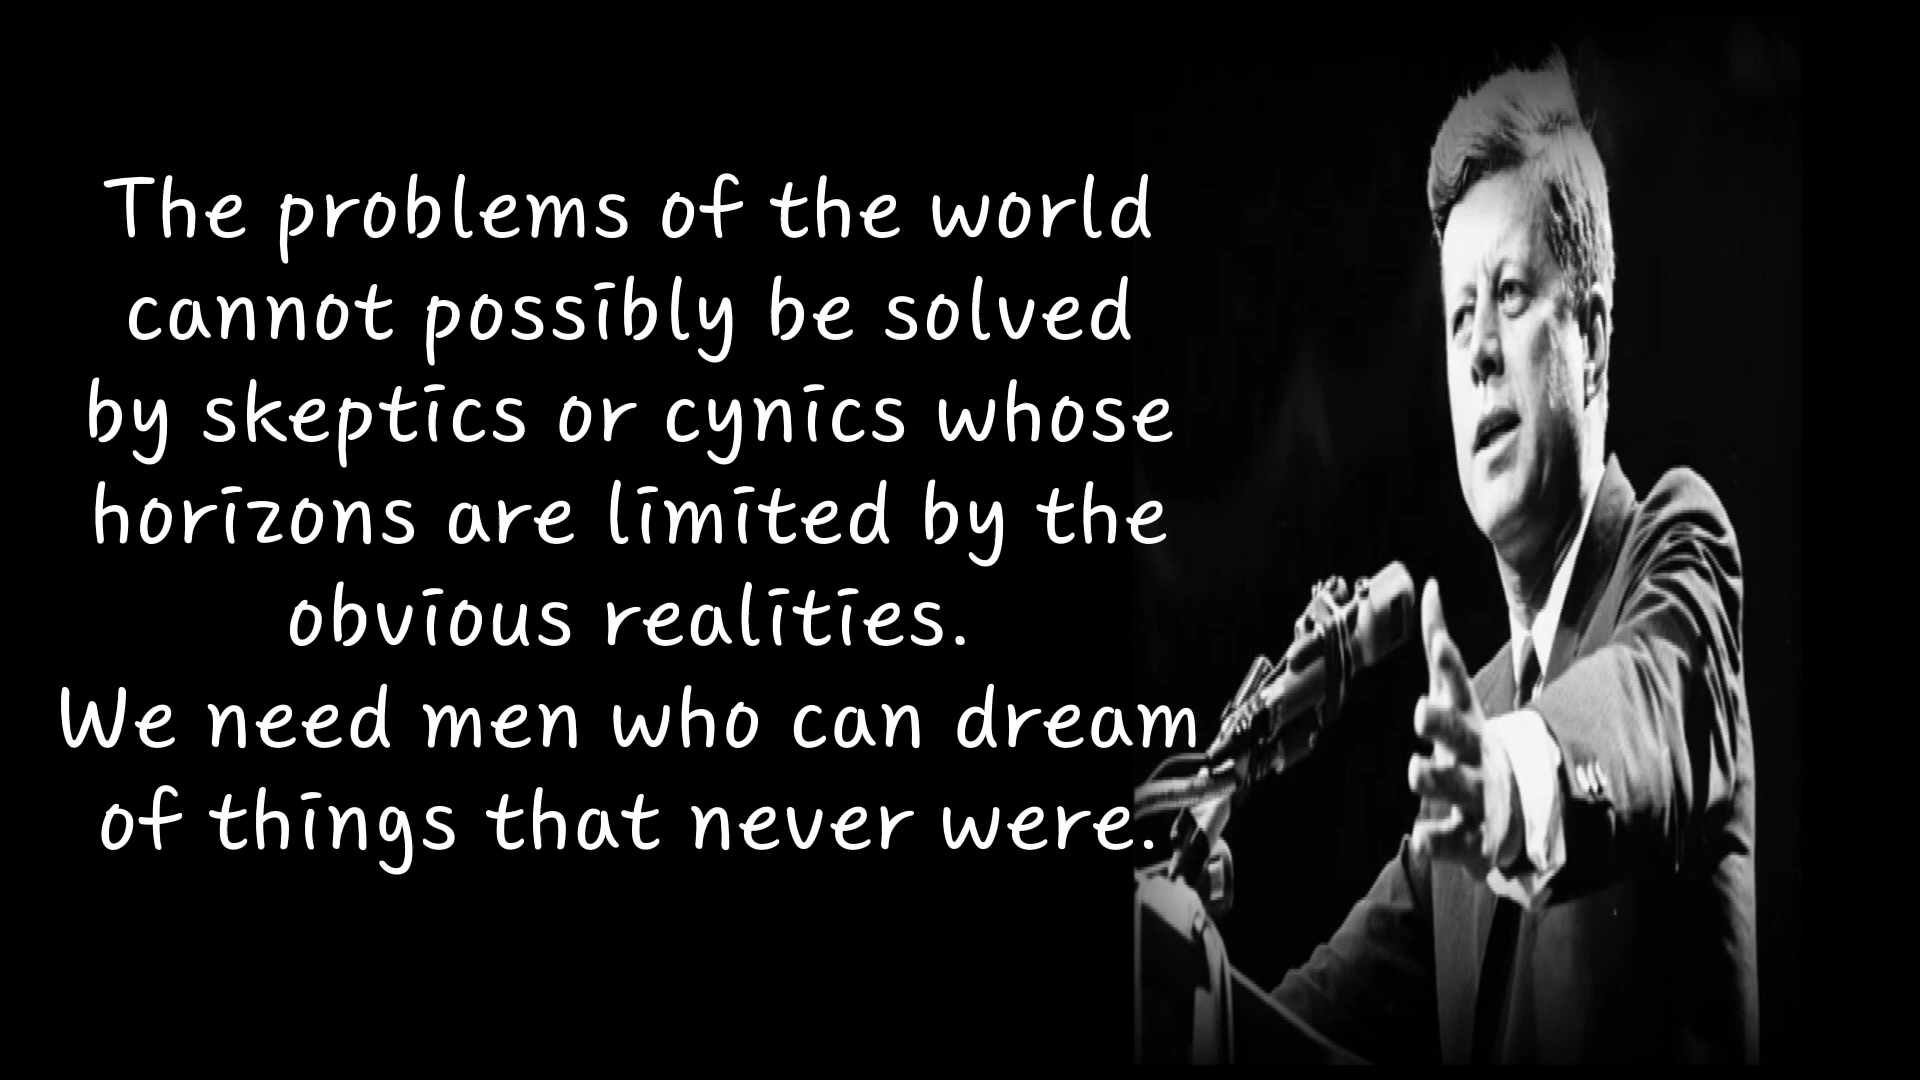 The problems of the world
cannot possibly be solved
by skeptics or cynics whose
horizons are limited by the
obvious realities.
We need men who can dream
of things that never were.